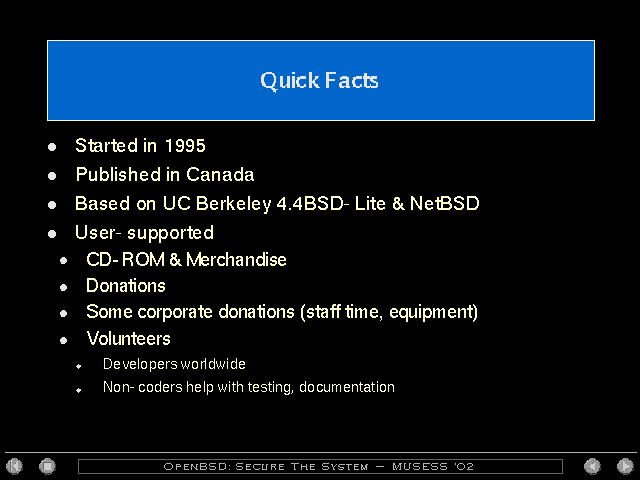 Quick Facts
Started in 1995
Published in Canada
Based on UC Berkeley 4.4BSD- Lite & NetBSD
User- supported
CD- ROM & Merchandise
Donations
Some corporate donations (staff time, equipment)
Volunteers
Developers worldwide
Non- coders help with testing, documentation
OpenBSD: Secure The System – MUSESS '02